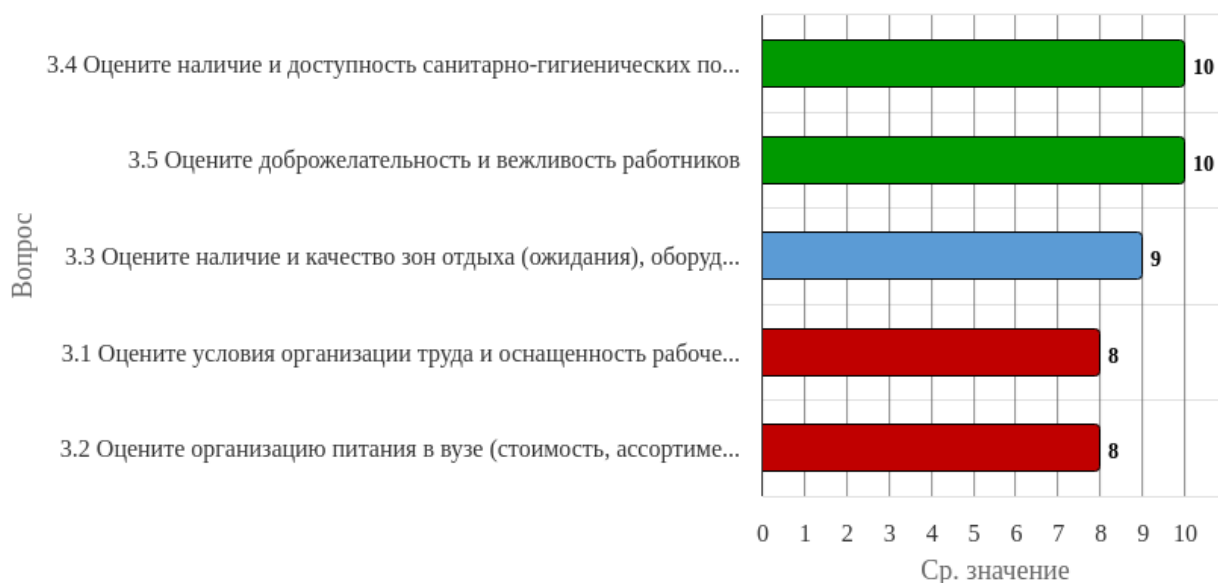 3.4 Оцените наличие и доступность санитарно-гигиенических по...
10
3.5 Оцените доброжелательность и вежливость работников
10
Вопрос
3.3 Оцените наличие и качество зон отдыха (ожидания), оборуд...
9
3.1 Оцените условия организации труда и оснащенность рабоче...
8
3.2 Оцените организацию питания в вузе (стоимость, ассортиме...
8
0 1 2 3 4 5 6 7 8 9 10
Ср. значение